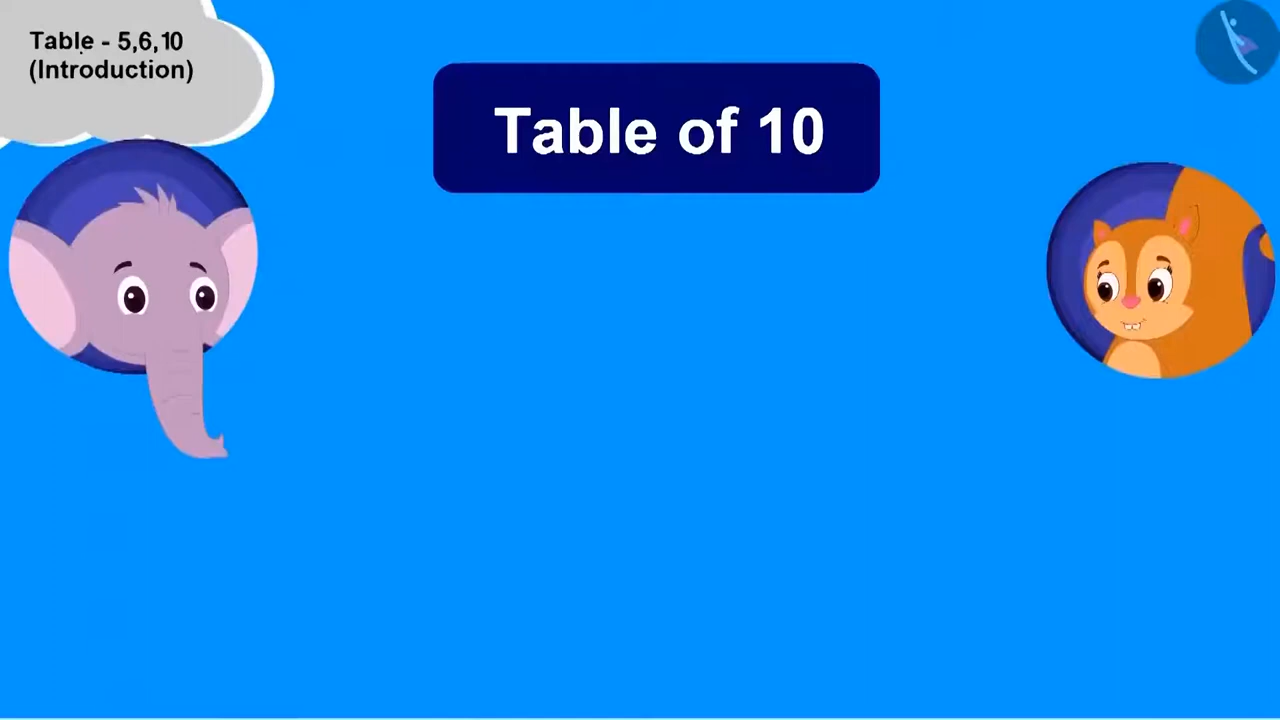 Table - 5,6,10
(Introduction)
Table of 10